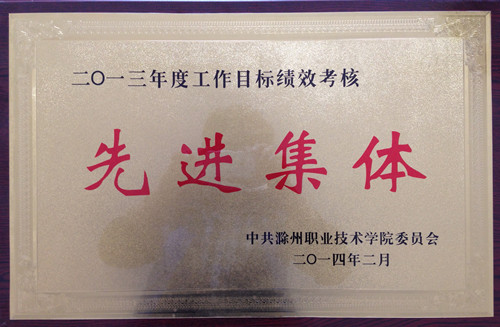 二〇一三年度工作目标绩效考核
先进集体
中共滁州职业技术学院委员会
二〇一四年二月